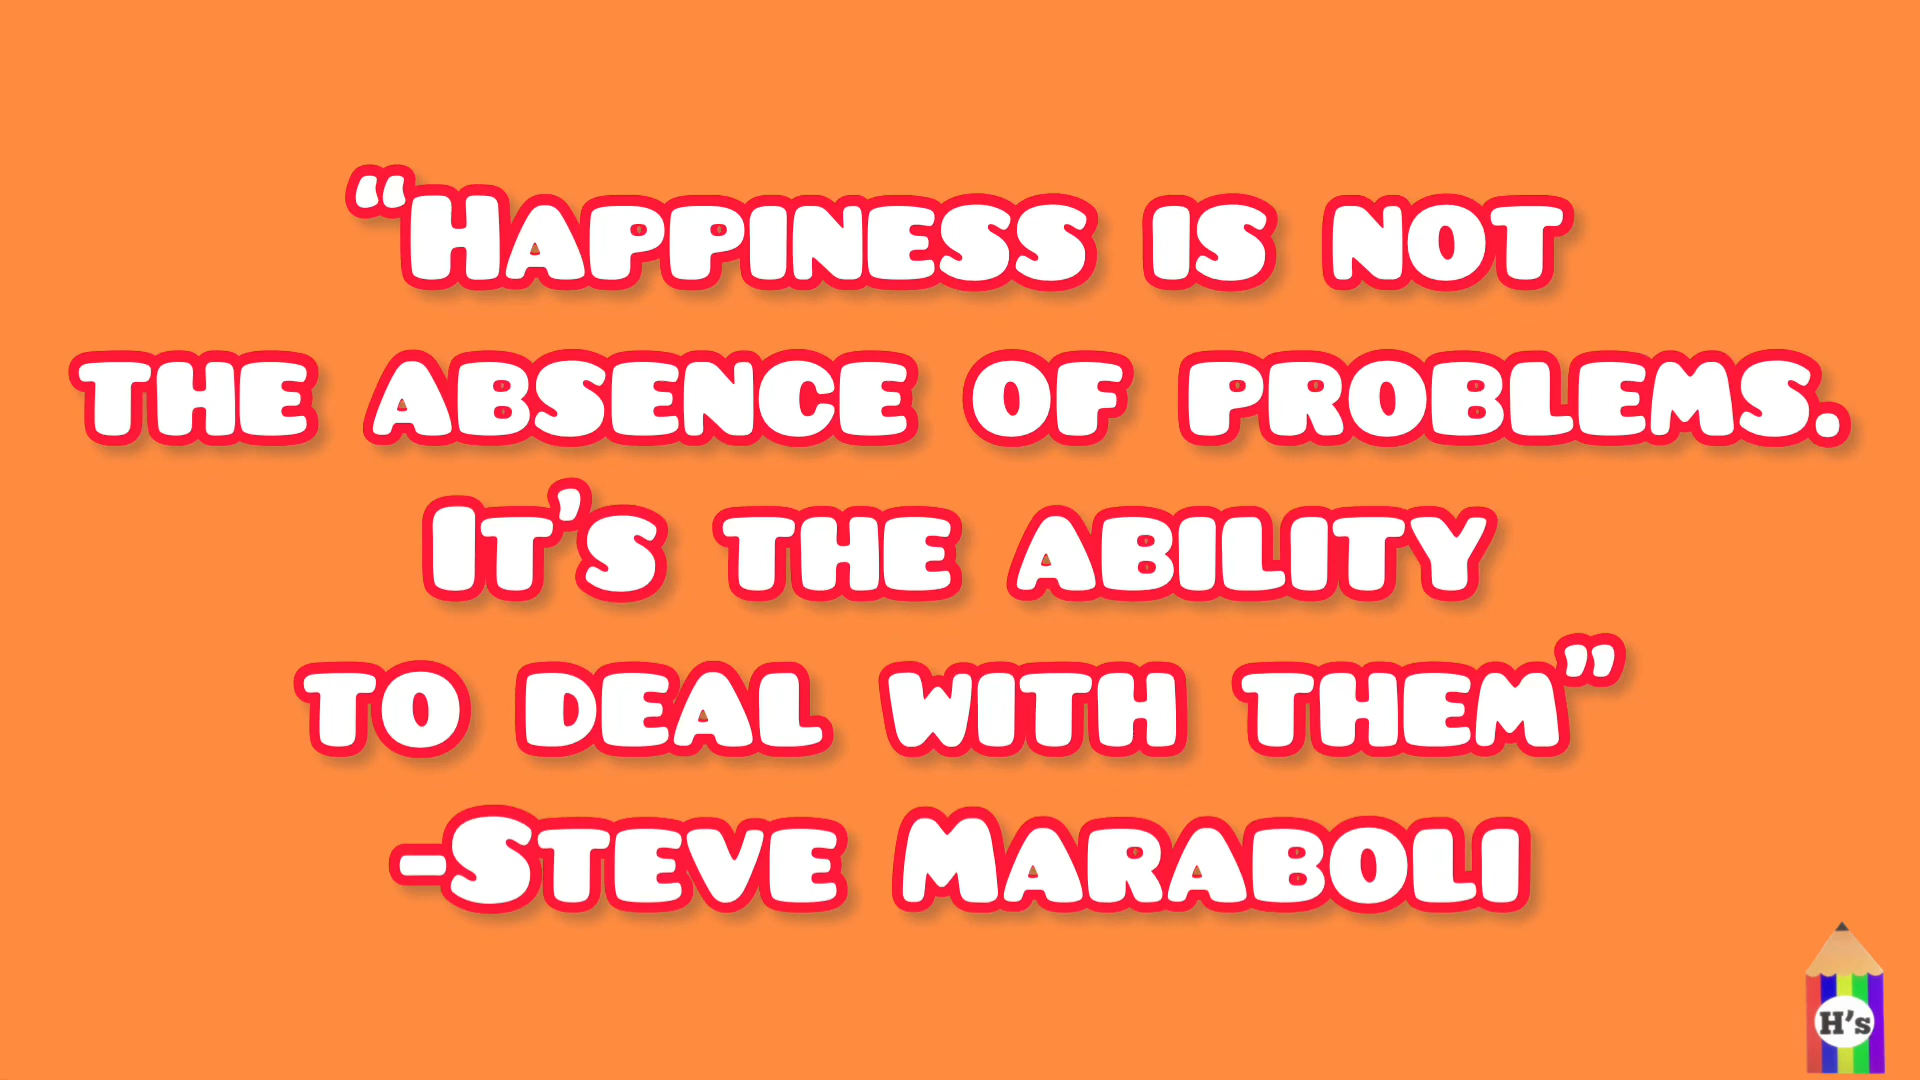 “Happiness is not
the absence of problems.
It’s the ability
to deal with them”
-Steve Maraboli
H’s